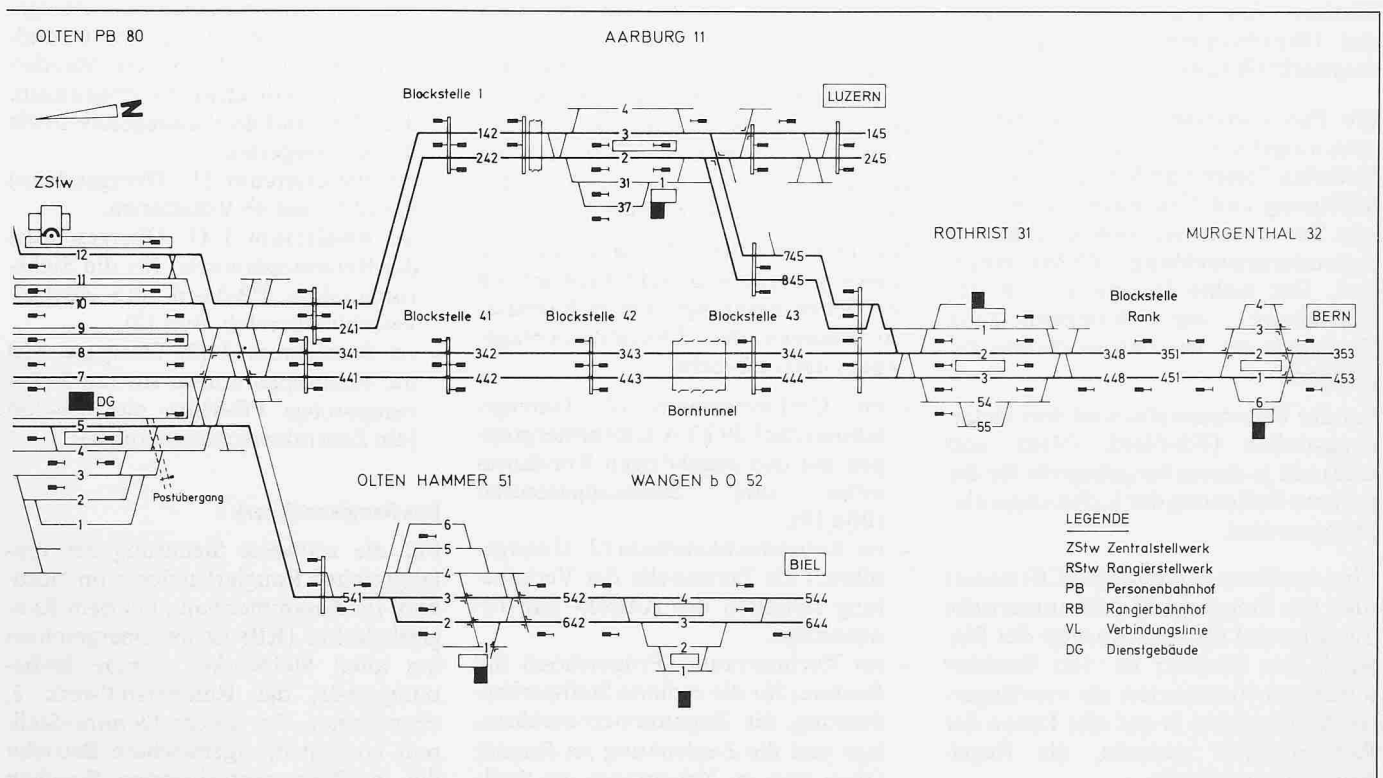 OLTEN PB 80
AARBURG 11
N
Blockstelle 1
LUZERN
4
142
3
145
242
2
245
31
1
37
ZStw
ROTHRIST 31
MURGENTHAL 32
12
745
11
845
10
141
1
Blockstelle Rank
4
9
241
Blockstelle 41
Blockstelle 42
Blockstelle 43
3
BERN
8
341
342
343
344
2
348
351
2
353
7
441
442
443
444
3
448
451
1
453
DG
Borntunnel
54
6
5
55
4
3
Postübergang
OLTEN HAMMER 51
WANGEN b O 52
2
1
6
5
BIEL
4
541
3
542
4
544
2
642
3
644
1
2
1
LEGENDE
ZStw Zentralstellwerk
RStw Rangierstellwerk
PB Personenbahnhof
RB Rangierbahnhof
VL Verbindungslinie
DG Dienstgebäude